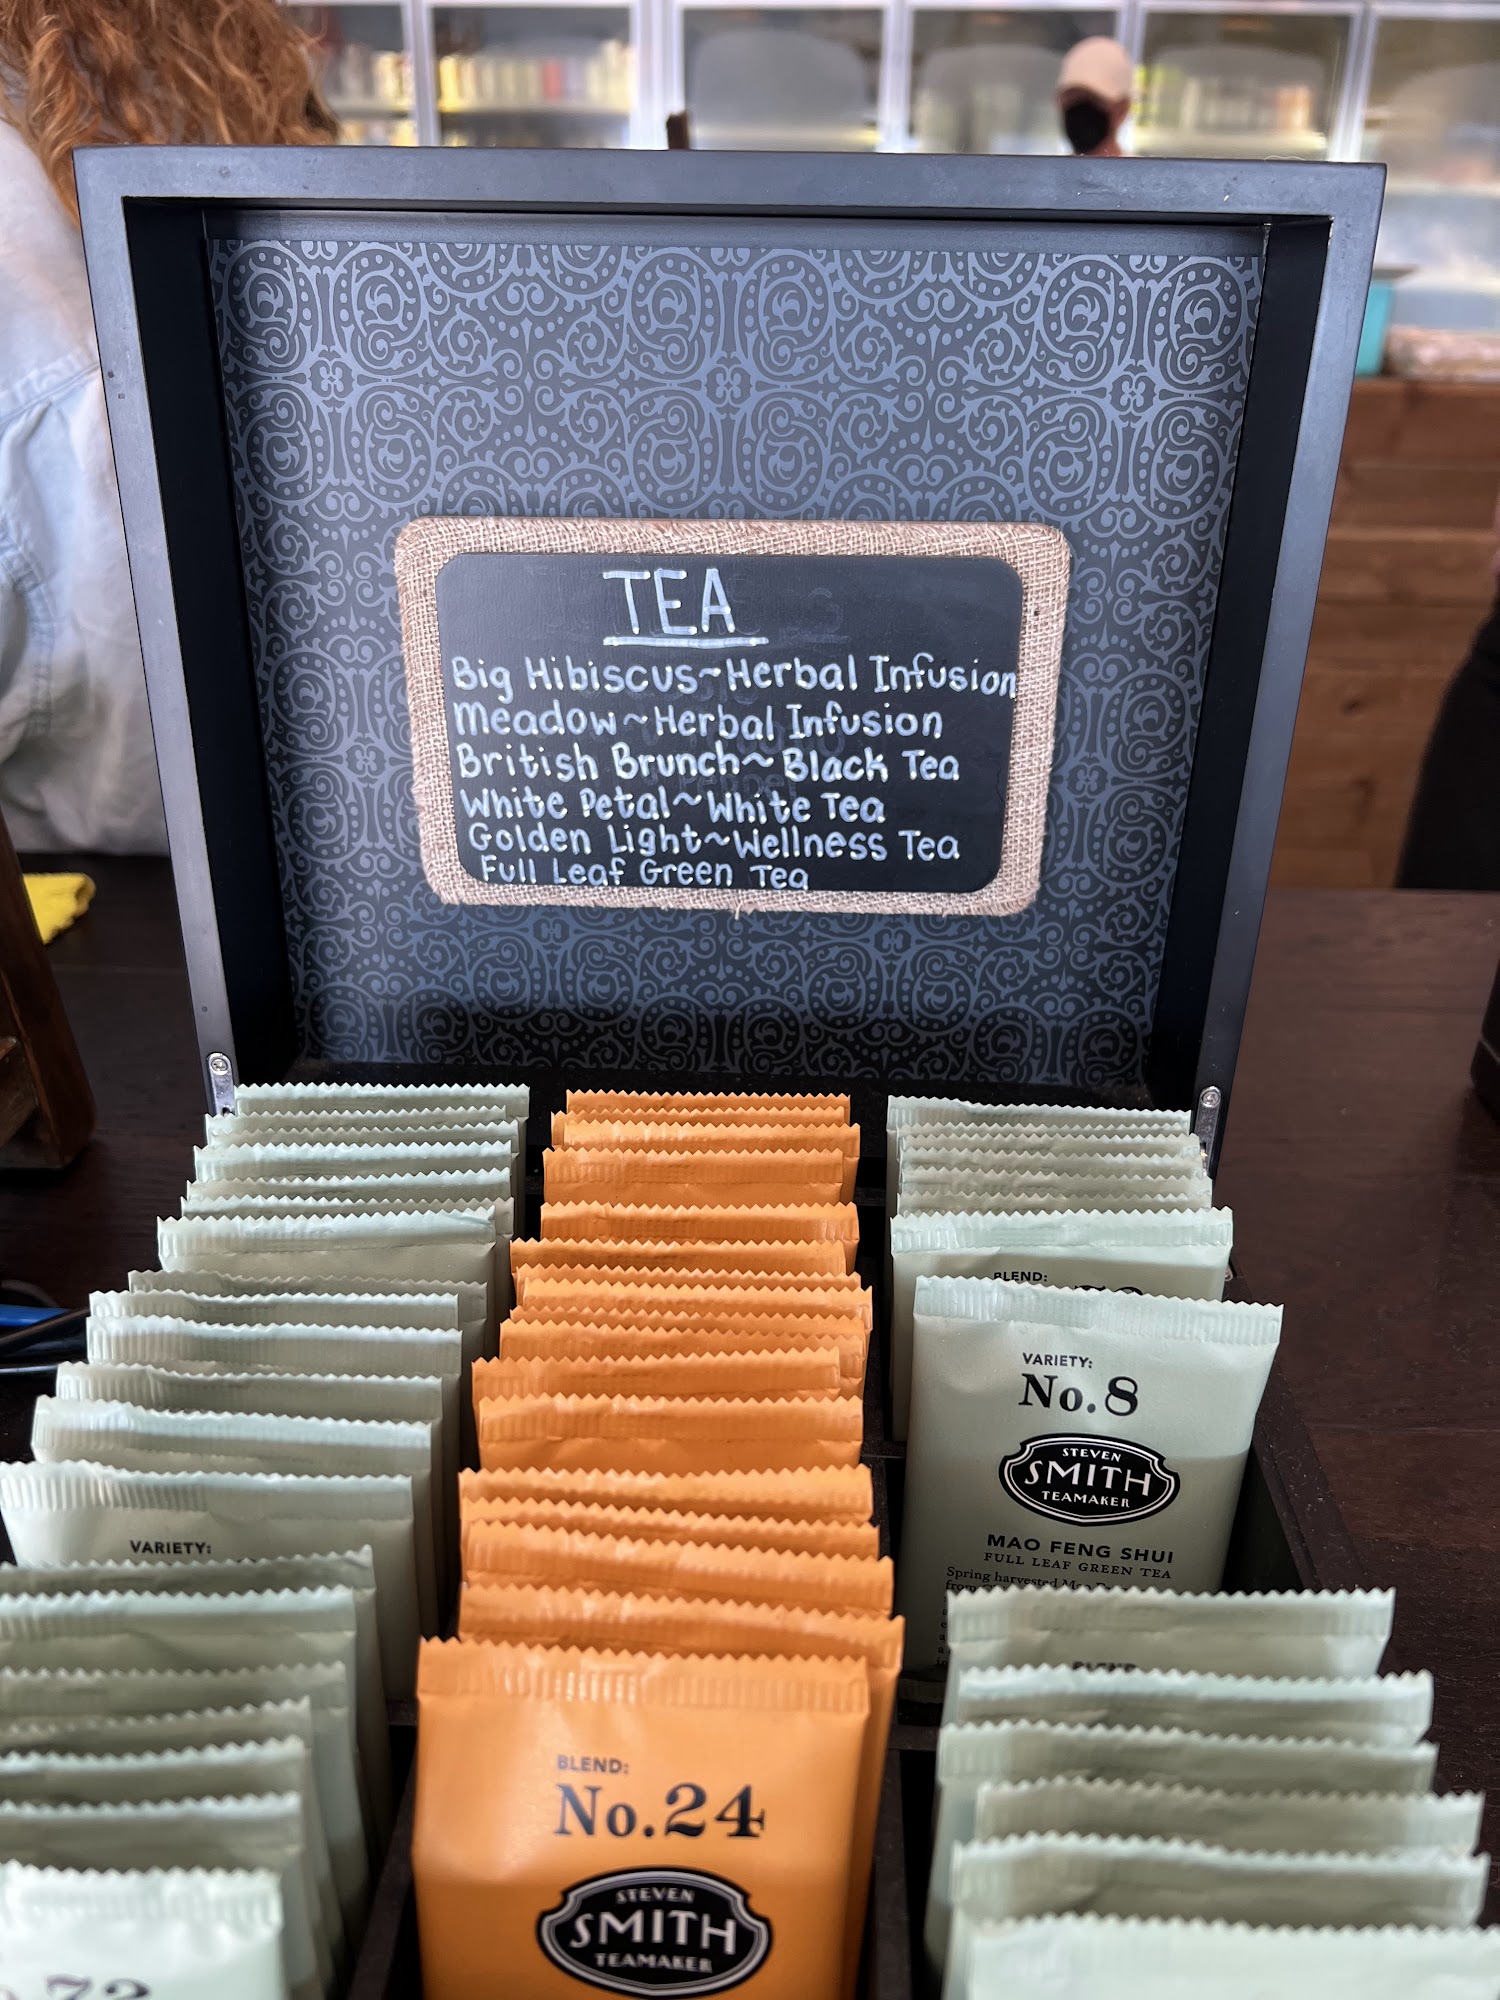 TEA
Big Hibiscus~Herbal Infusion
Meadow~Herbal Infusion
British Brunch~Black Tea
White Petal~White Tea
Golden Light~Wellness Tea
Full Leaf Green Tea
BLEND:
VARIETY:
No.8
STEVEN
SMITH
TEAMAKER
MAO FENG SHUI
FULL LEAF GREEN TEA
Spring harvested
VARIETY:
BLEND:
BLEND:
No.24
STEVEN
SMITH
TEAMAKER